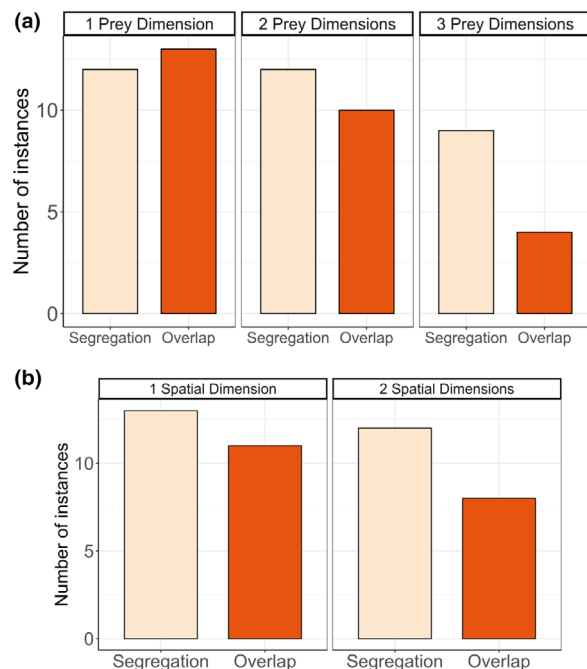 (a)
1 Prey Dimension 2 Prey Dimensions 3 Prey Dimensions
Number of instances
10
5
0
Segregation Overlap Segregation Overlap Segregation Overlap
(b)
1 Spatial Dimension 2 Spatial Dimensions
Number of instances
10
5
0
Segregation Overlap Segregation Overlap